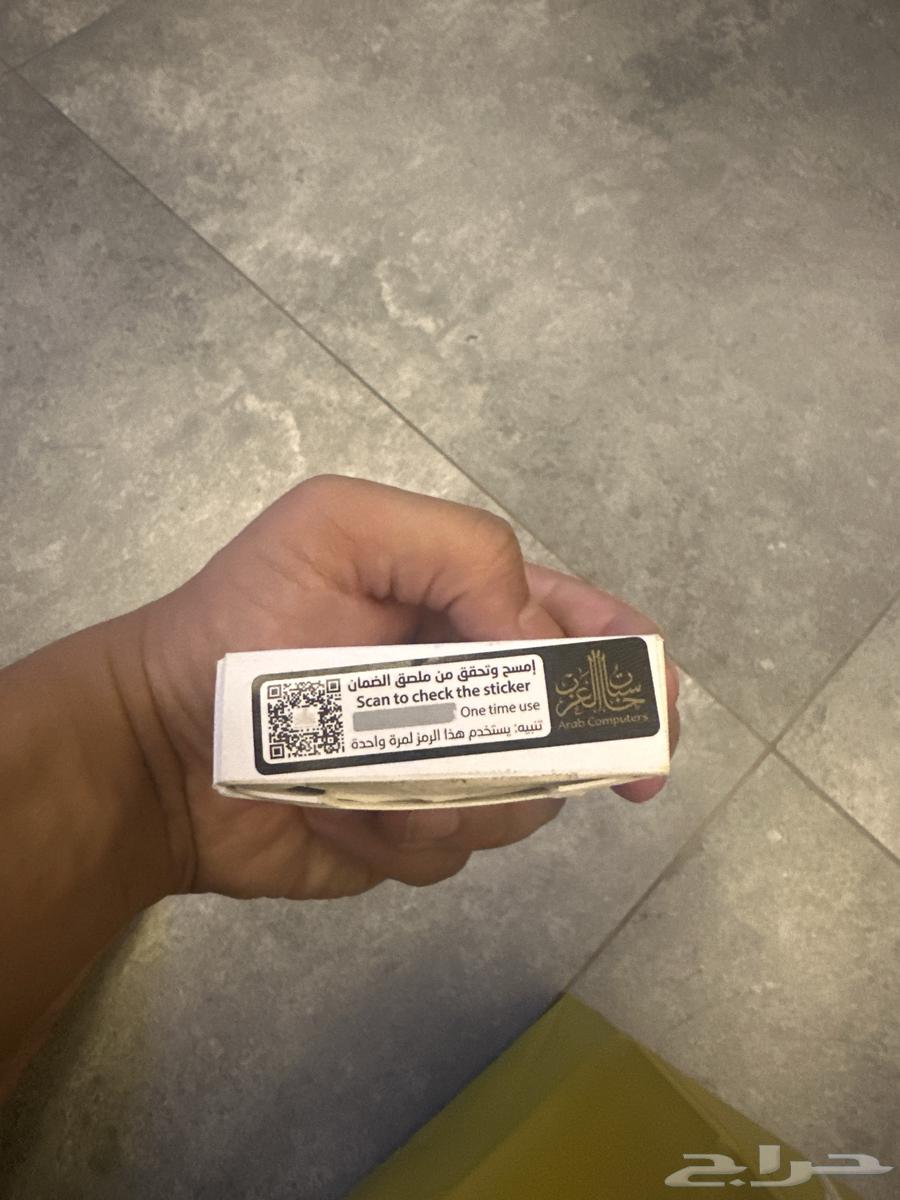 إمسح وتحقق من ملصق الضمان
Scan to check the sticker
One time use
تنبيه: يستخدم هذا الرمز لمرة واحدة
حاسبات العرب
Arab Computers
حراج